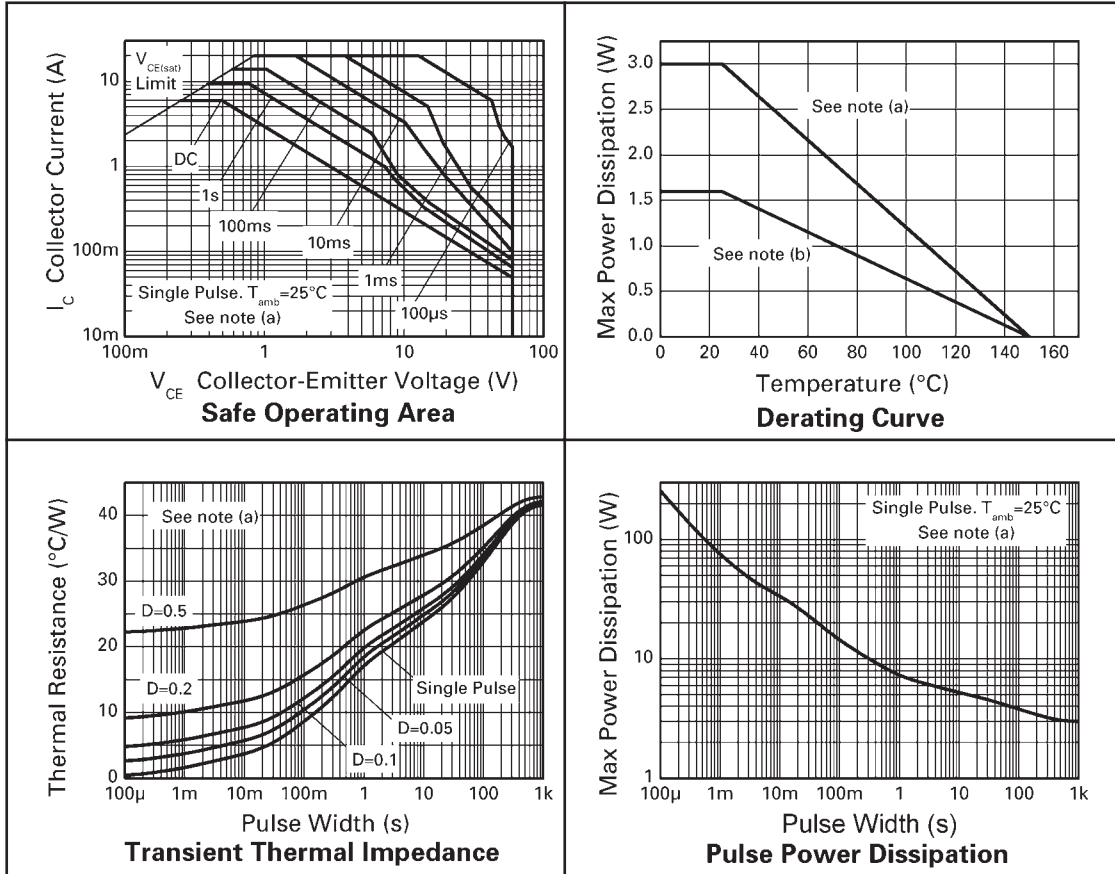 I_C Collector Current (A)
10
1
100m
10m
V_CE(sat)
Limit
DC
1s
100ms
10ms
1ms
100µs
Single Pulse. T_amb=25°C
See note (a)
100m 1 10 100
V_CE Collector-Emitter Voltage (V)
Safe Operating Area
Max Power Dissipation (W)
3.0
2.5
2.0
1.5
1.0
0.5
0.0
See note (a)
See note (b)
0 20 40 60 80 100 120 140 160
Temperature (°C)
Derating Curve
Thermal Resistance (°C/W)
40
30
20
10
0
See note (a)
D=0.5
D=0.2
Single Pulse
D=0.05
D=0.1
100µ 1m 10m 100m 1 10 100 1k
Pulse Width (s)
Transient Thermal Impedance
Max Power Dissipation (W)
100
10
1
Single Pulse. T_amb=25°C
See note (a)
100µ 1m 10m 100m 1 10 100 1k
Pulse Width (s)
Pulse Power Dissipation